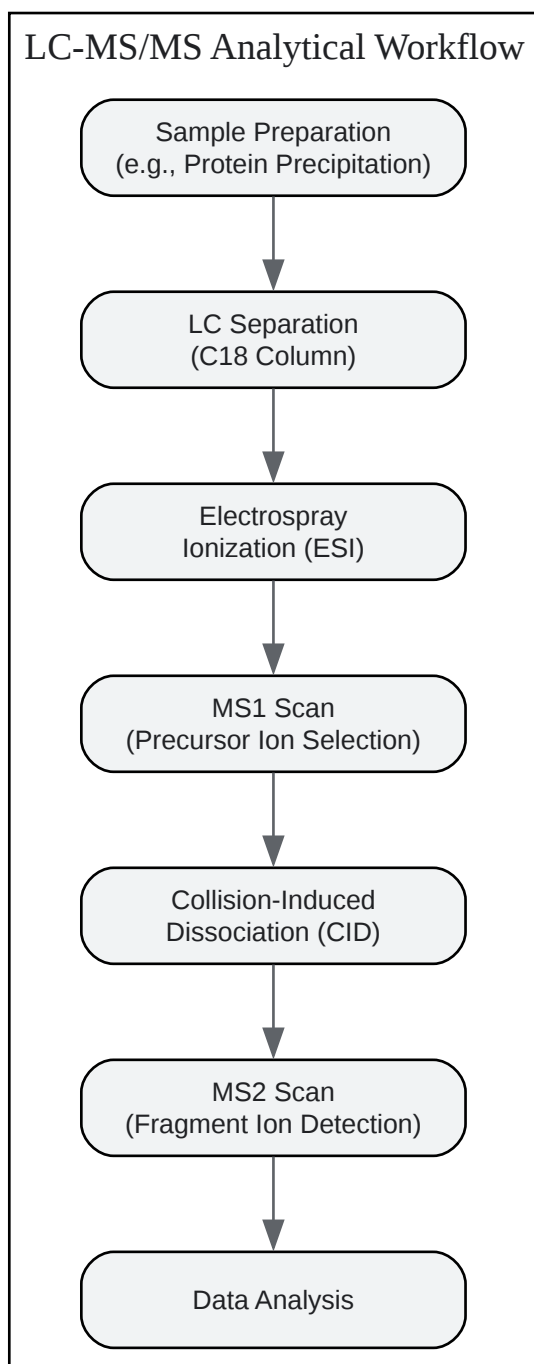 LC-MS/MS Analytical Workflow
Sample Preparation
(e.g., Protein Precipitation)
LC Separation
(C18 Column)
Electrospray
Ionization (ESI)
MS1 Scan
(Precursor Ion Selection)
Collision-Induced
Dissociation (CID)
MS2 Scan
(Fragment Ion Detection)
Data Analysis